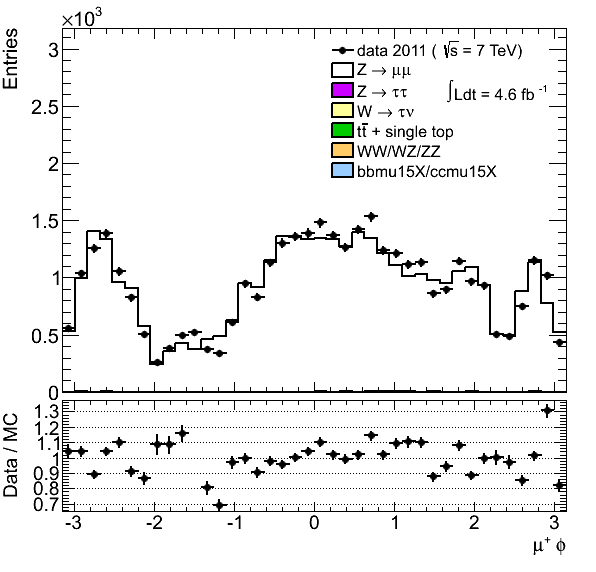 ×10³
Entries
3
2.5
2
1.5
1
0.5
0
data 2011 ( √s = 7 TeV)
Z → μμ
Z → ττ
∫Ldt = 4.6 fb⁻¹
W → τν
tt̄ + single top
WW/WZ/ZZ
bbmu15X/ccmu15X
Data / MC
1.3
1.2
1.1
1
0.9
0.8
0.7
-3 -2 -1 0 1 2 3
μ⁺ ϕ